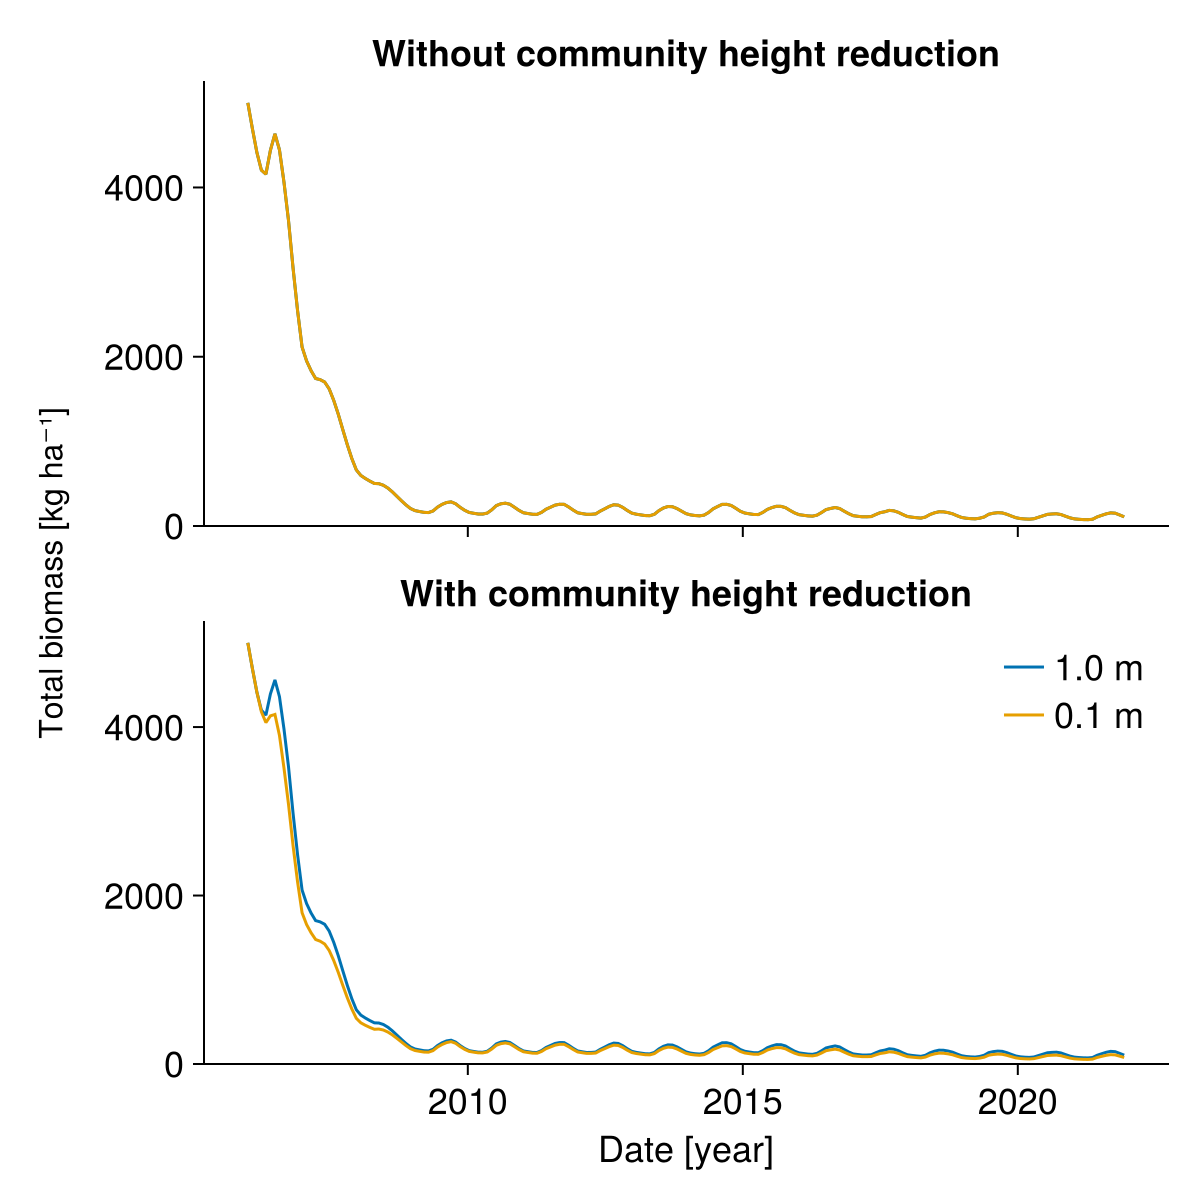 Without community height reduction
4000
2000
0
Total biomass [kg ha⁻¹]
With community height reduction
1.0 m
0.1 m
4000
2000
0
2010 2015 2020
Date [year]